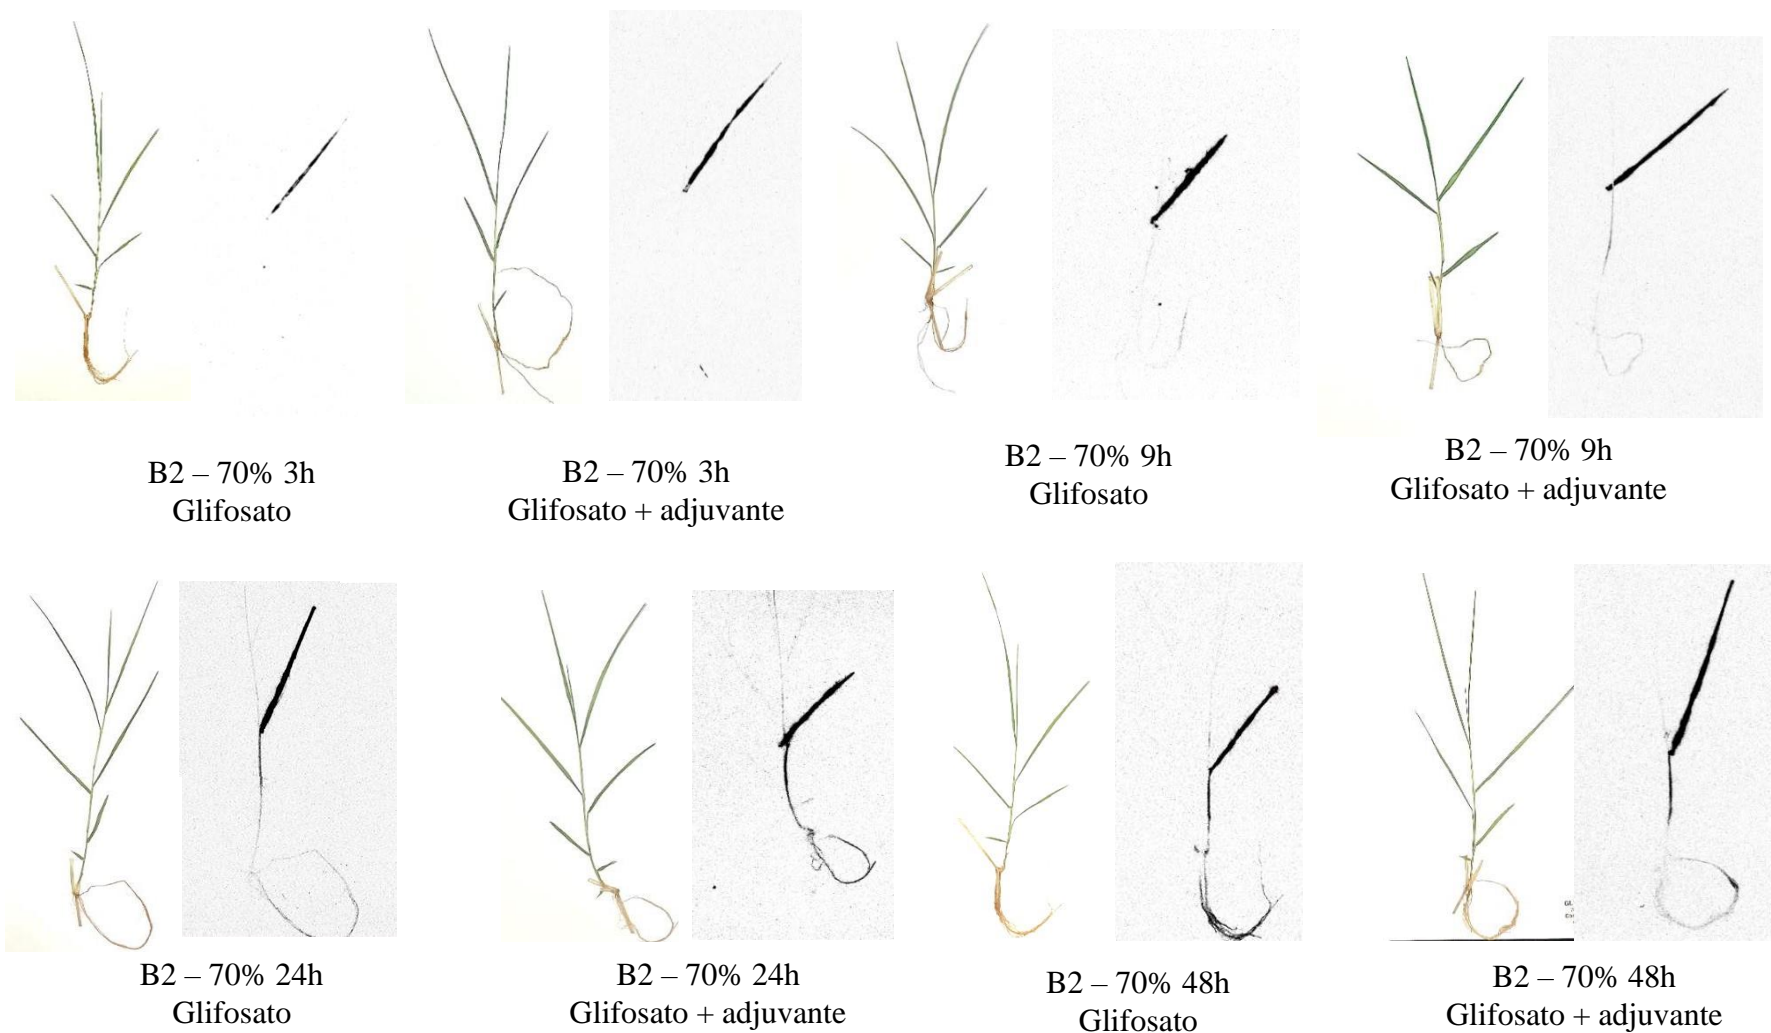 B2 – 70% 3h
Glifosato
B2 – 70% 3h
Glifosato + adjuvante
B2 – 70% 9h
Glifosato
B2 – 70% 9h
Glifosato + adjuvante
B2 – 70% 24h
Glifosato
B2 – 70% 24h
Glifosato + adjuvante
B2 – 70% 48h
Glifosato
B2 – 70% 48h
Glifosato + adjuvante